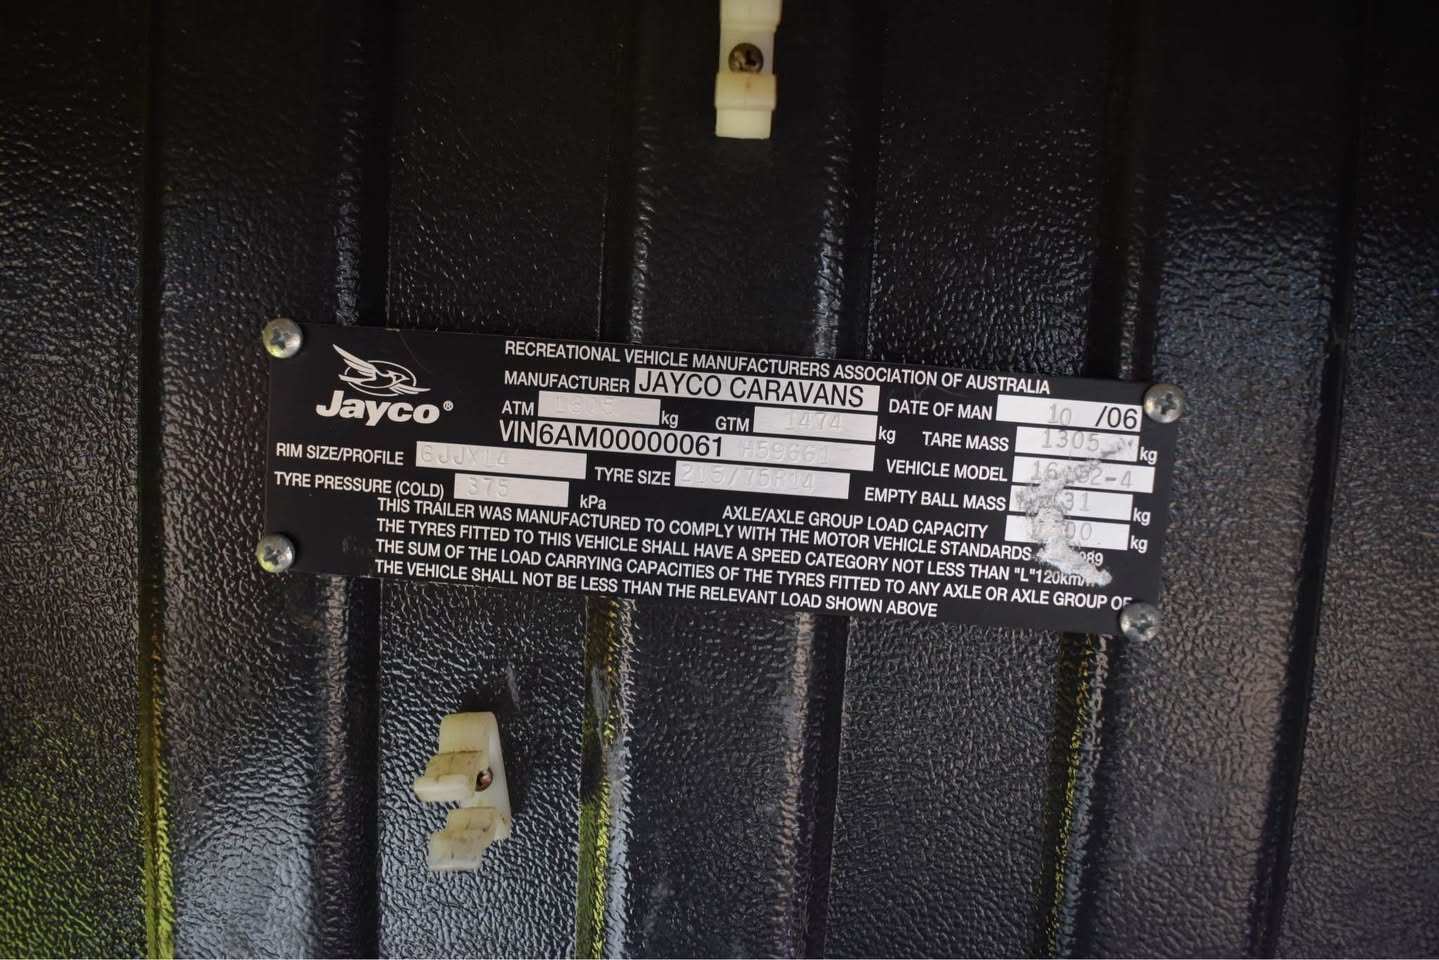 RECREATIONAL VEHICLE MANUFACTURERS ASSOCIATION OF AUSTRALIA
Jayco®
MANUFACTURER JAYCO CARAVANS DATE OF MAN 10 /06
ATM kg GTM 1474 kg TARE MASS 1305 kg
VIN 6AM00000061 H59661 VEHICLE MODEL
RIM SIZE/PROFILE 6JJX14 TYRE SIZE 215/75R14 EMPTY BALL MASS kg
TYRE PRESSURE (COLD) 375 kPa AXLE/AXLE GROUP LOAD CAPACITY kg
THIS TRAILER WAS MANUFACTURED TO COMPLY WITH THE MOTOR VEHICLE STANDARDS
THE TYRES FITTED TO THIS VEHICLE SHALL HAVE A SPEED CATEGORY NOT LESS THAN "L"
THE SUM OF THE LOAD CARRYING CAPACITIES OF THE TYRES FITTED TO ANY AXLE OR AXLE GROUP OF
THE VEHICLE SHALL NOT BE LESS THAN THE RELEVANT LOAD SHOWN ABOVE